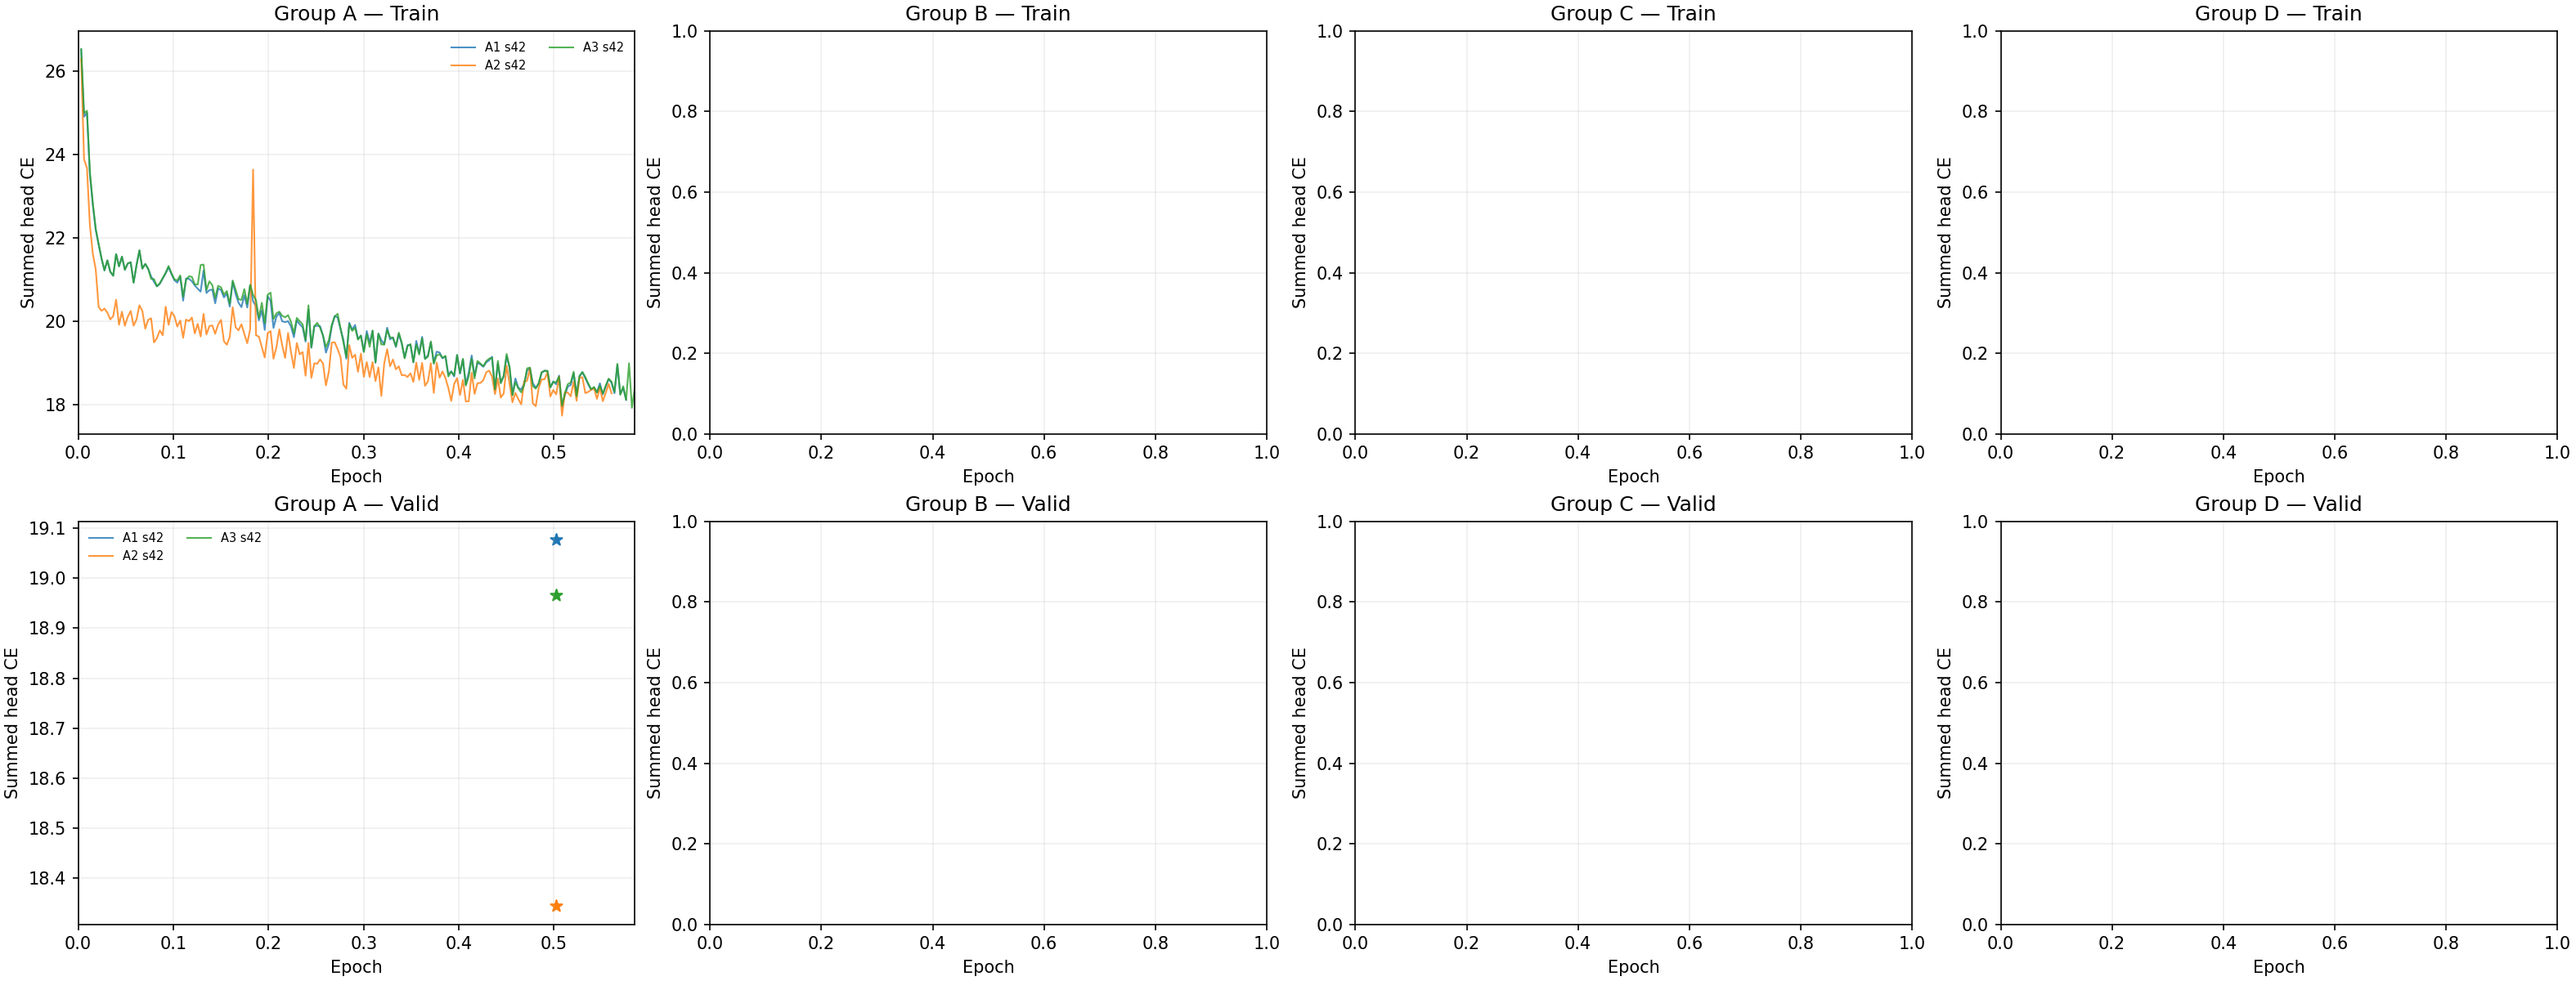 Group A — Train
A1 s42
A2 s42
A3 s42
26
24
22
20
18
Summed head CE
0.0 0.1 0.2 0.3 0.4 0.5
Epoch
Group B — Train
1.0
0.8
0.6
0.4
0.2
0.0
Summed head CE
0.0 0.2 0.4 0.6 0.8 1.0
Epoch
Group C — Train
1.0
0.8
0.6
0.4
0.2
0.0
Summed head CE
0.0 0.2 0.4 0.6 0.8 1.0
Epoch
Group D — Train
1.0
0.8
0.6
0.4
0.2
0.0
Summed head CE
0.0 0.2 0.4 0.6 0.8 1.0
Epoch
Group A — Valid
A1 s42
A2 s42
A3 s42
19.1
19.0
18.9
18.8
18.7
18.6
18.5
18.4
Summed head CE
0.0 0.1 0.2 0.3 0.4 0.5
Epoch
Group B — Valid
1.0
0.8
0.6
0.4
0.2
0.0
Summed head CE
0.0 0.2 0.4 0.6 0.8 1.0
Epoch
Group C — Valid
1.0
0.8
0.6
0.4
0.2
0.0
Summed head CE
0.0 0.2 0.4 0.6 0.8 1.0
Epoch
Group D — Valid
1.0
0.8
0.6
0.4
0.2
0.0
Summed head CE
0.0 0.2 0.4 0.6 0.8 1.0
Epoch